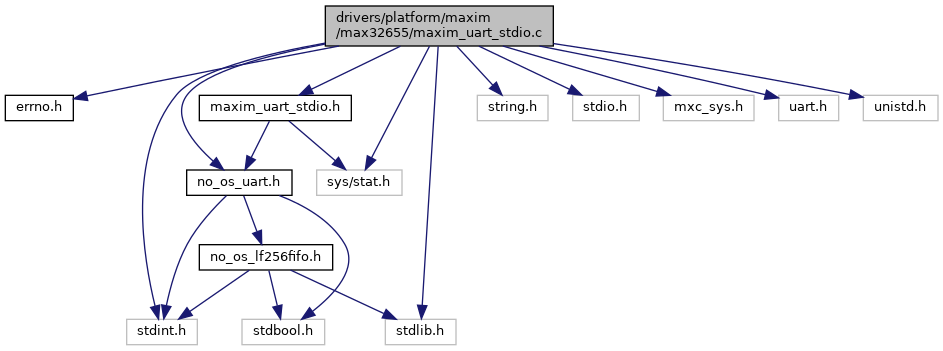 drivers/platform/maxim
/max32655/maxim_uart_stdio.c
errno.h
maxim_uart_stdio.h
string.h
stdio.h
mxc_sys.h
uart.h
unistd.h
no_os_uart.h
sys/stat.h
no_os_lf256fifo.h
stdint.h
stdbool.h
stdlib.h